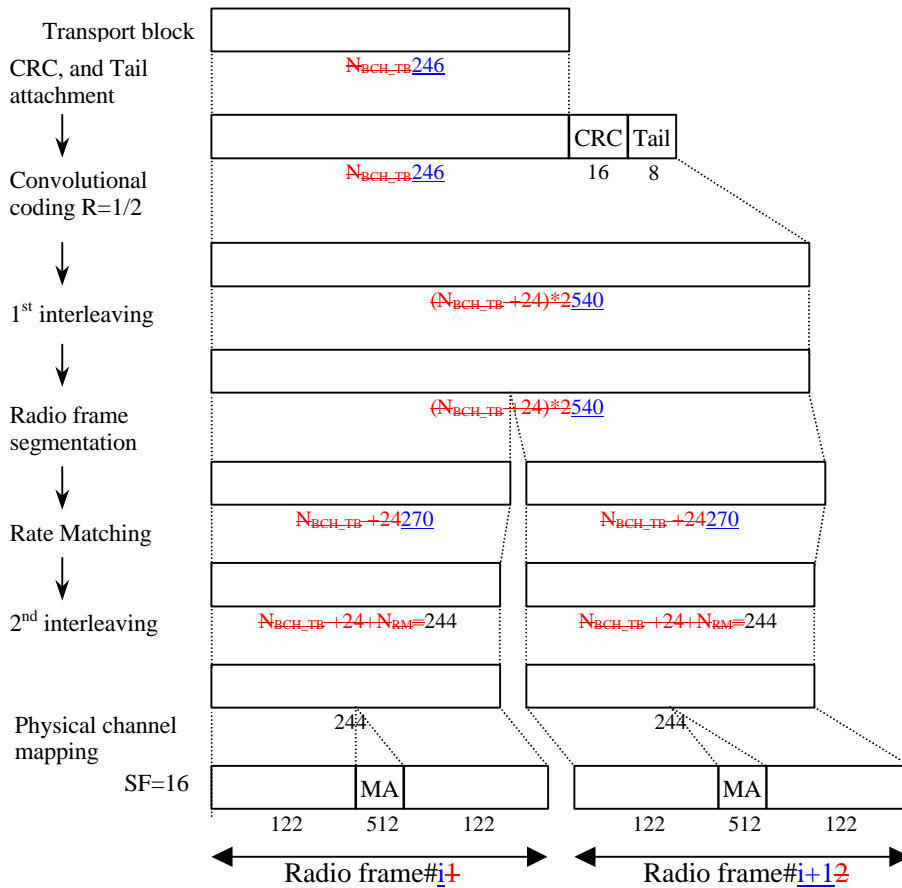 Transport block
N̶BCH_TB246
CRC, and Tail
attachment
CRC Tail
N̶BCH_TB246 16 8
Convolutional
coding R=1/2
(NBCH_TB +24)*2540
1st interleaving
(NBCH_TB +24)*2540
Radio frame
segmentation
NBCH_TB +24270 NBCH_TB +24270
Rate Matching
NBCH_TB +24+NRM=244 NBCH_TB +24+NRM=244
2nd interleaving
244 244
Physical channel
mapping
SF=16 MA MA
122 512 122 122 512 122
Radio frame#i1 Radio frame#i+12